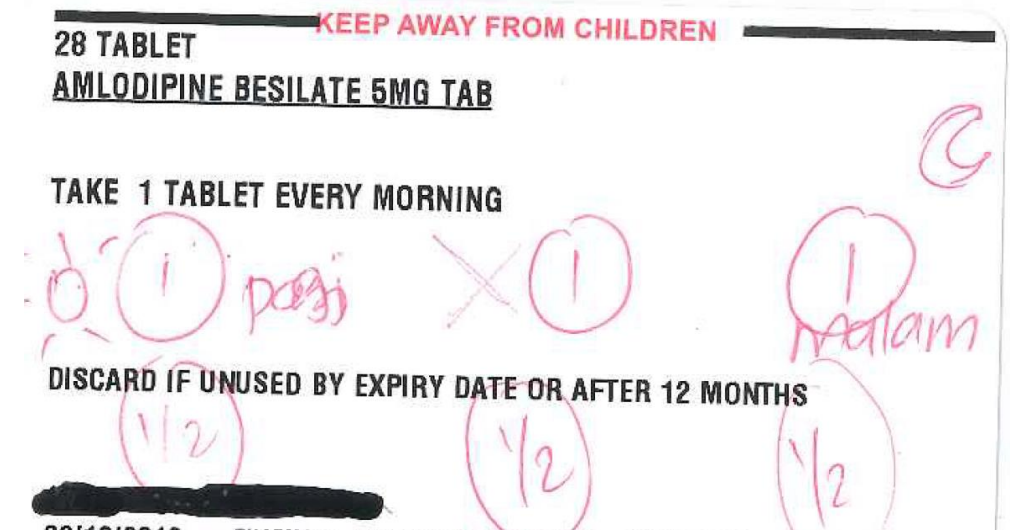 KEEP AWAY FROM CHILDREN
28 TABLET
AMLODIPINE BESILATE 5MG TAB
TAKE 1 TABLET EVERY MORNING
1 pagi 1 1
malam
DISCARD IF UNUSED BY EXPIRY DATE OR AFTER 12 MONTHS
1/2 1/2 1/2